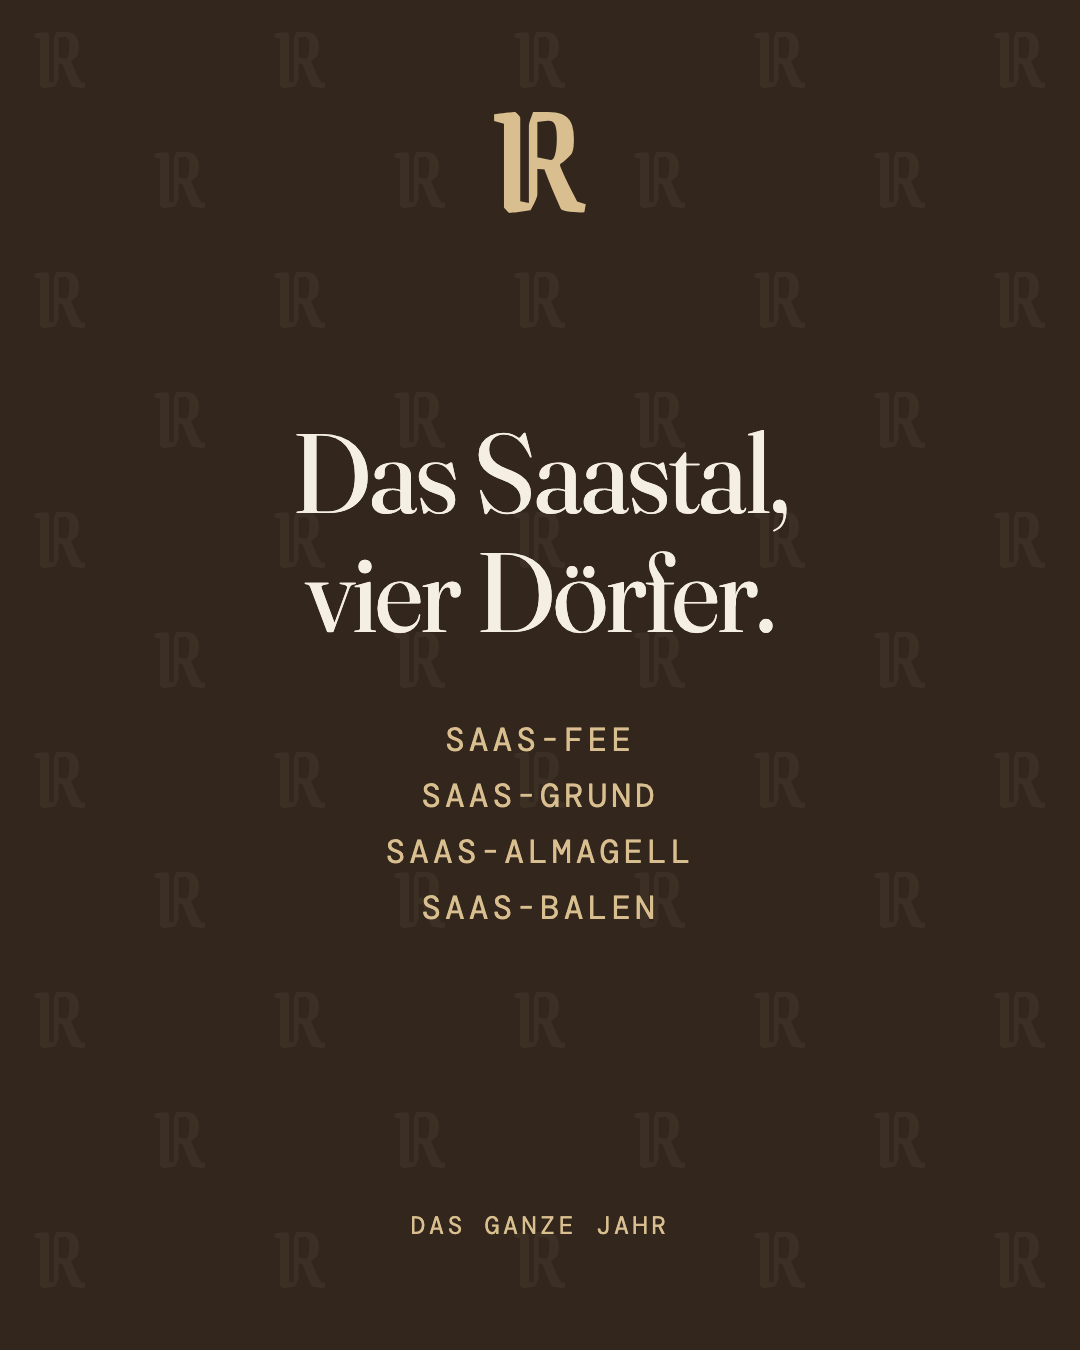 R
Das Saastal,
vier Dörfer.
SAAS-FEE
SAAS-GRUND
SAAS-ALMAGELL
SAAS-BALEN
DAS GANZE JAHR